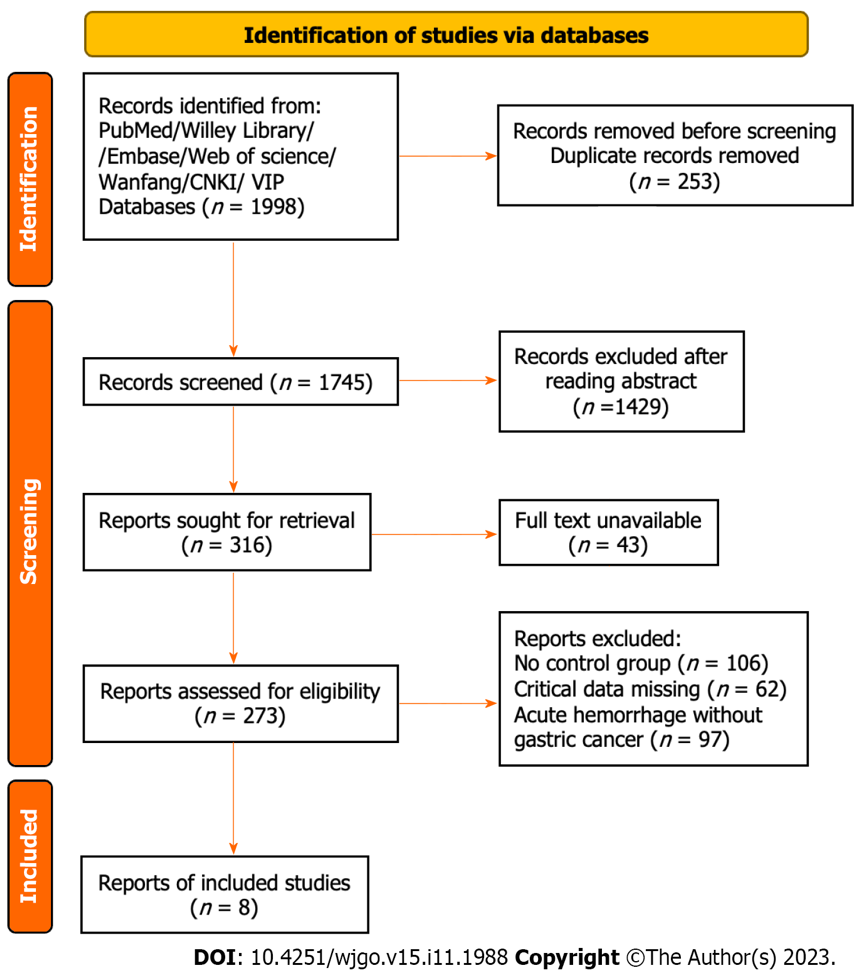 Identification of studies via databases
Identification
Records identified from:
PubMed/Willey Library/
/Embase/Web of science/
Wanfang/CNKI/ VIP
Databases (n = 1998)
Records removed before screening
Duplicate records removed
(n = 253)
Screening
Records screened (n = 1745)
Records excluded after
reading abstract
(n =1429)
Reports sought for retrieval
(n = 316)
Full text unavailable
(n = 43)
Reports assessed for eligibility
(n = 273)
Reports excluded:
No control group (n = 106)
Critical data missing (n = 62)
Acute hemorrhage without
gastric cancer (n = 97)
Included
Reports of included studies
(n = 8)
DOI: 10.4251/wjgo.v15.i11.1988 Copyright ©The Author(s) 2023.